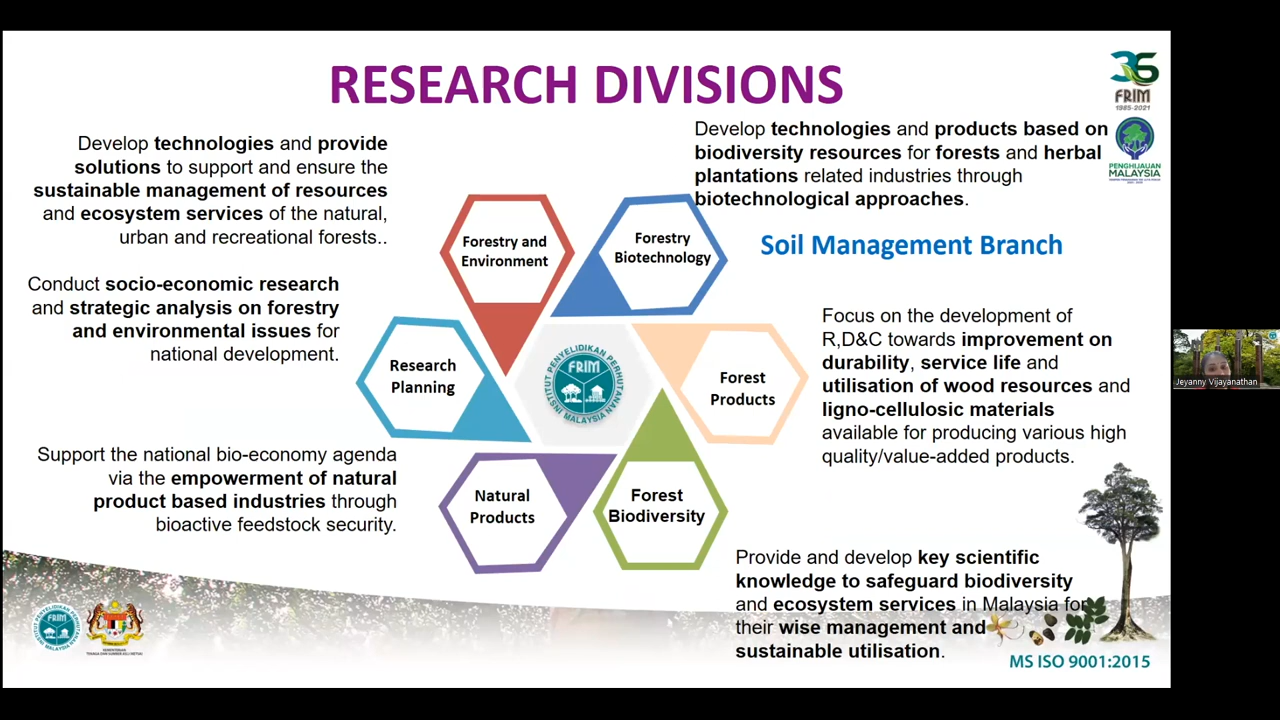 RESEARCH DIVISIONS
36
FRIM
1985-2021
PENGHIJAUAN
MALAYSIA
Develop technologies and provide
solutions to support and ensure the
sustainable management of resources
and ecosystem services of the natural,
urban and recreational forests..
Develop technologies and products based on
biodiversity resources for forests and herbal
plantations related industries through
biotechnological approaches.
Soil Management Branch
Forestry and
Environment
Forestry
Biotechnology
Conduct socio-economic research
and strategic analysis on forestry
and environmental issues for
national development.
Focus on the development of
R,D&C towards improvement on
durability, service life and
utilisation of wood resources and
ligno-cellulosic materials
available for producing various high
quality/value-added products.
Research
Planning
INSTITUT PENYELIDIKAN PERHUTANAN MALAYSIA
FRIM
Forest
Products
Jeyanny Vijayanathan
Support the national bio-economy agenda
via the empowerment of natural
product based industries through
bioactive feedstock security.
Natural
Products
Forest
Biodiversity
Provide and develop key scientific
knowledge to safeguard biodiversity
and ecosystem services in Malaysia for
their wise management and
sustainable utilisation.
FRIM
MS ISO 9001:2015